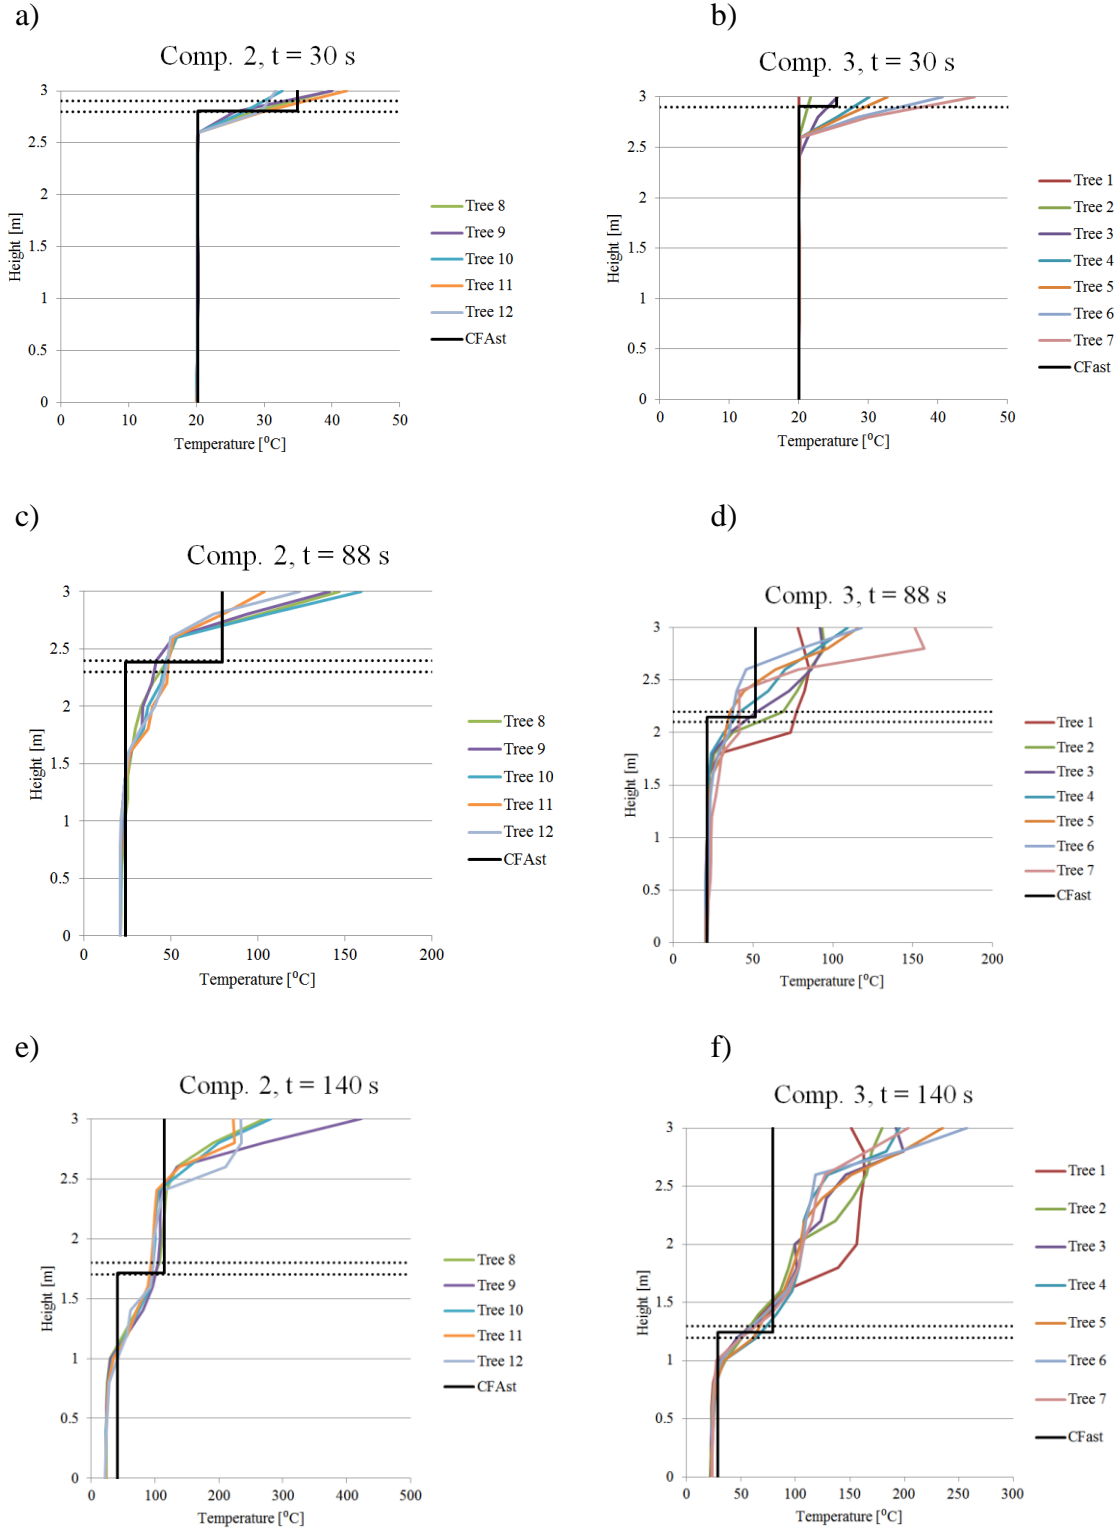 a)
Comp. 2, t = 30 s
Height [m]
3
2.5
2
1.5
1
0.5
0
0 10 20 30 40 50
Temperature [⁰C]
Tree 8
Tree 9
Tree 10
Tree 11
Tree 12
CFAst
b)
Comp. 3, t = 30 s
Height [m]
3
2.5
2
1.5
1
0.5
0
0 10 20 30 40 50
Temperature [⁰C]
Tree 1
Tree 2
Tree 3
Tree 4
Tree 5
Tree 6
Tree 7
CFast
c)
Comp. 2, t = 88 s
Height [m]
3
2.5
2
1.5
1
0.5
0
0 50 100 150 200
Temperature [⁰C]
Tree 8
Tree 9
Tree 10
Tree 11
Tree 12
CFAst
d)
Comp. 3, t = 88 s
Height [m]
3
2.5
2
1.5
1
0.5
0
0 50 100 150 200
Temperature [⁰C]
Tree 1
Tree 2
Tree 3
Tree 4
Tree 5
Tree 6
Tree 7
CFast
e)
Comp. 2, t = 140 s
Height [m]
3
2.5
2
1.5
1
0.5
0
0 100 200 300 400 500
Temperature [⁰C]
Tree 8
Tree 9
Tree 10
Tree 11
Tree 12
CFAst
f)
Comp. 3, t = 140 s
Height [m]
3
2.5
2
1.5
1
0.5
0
0 50 100 150 200 250 300
Temperature [⁰C]
Tree 1
Tree 2
Tree 3
Tree 4
Tree 5
Tree 6
Tree 7
CFast